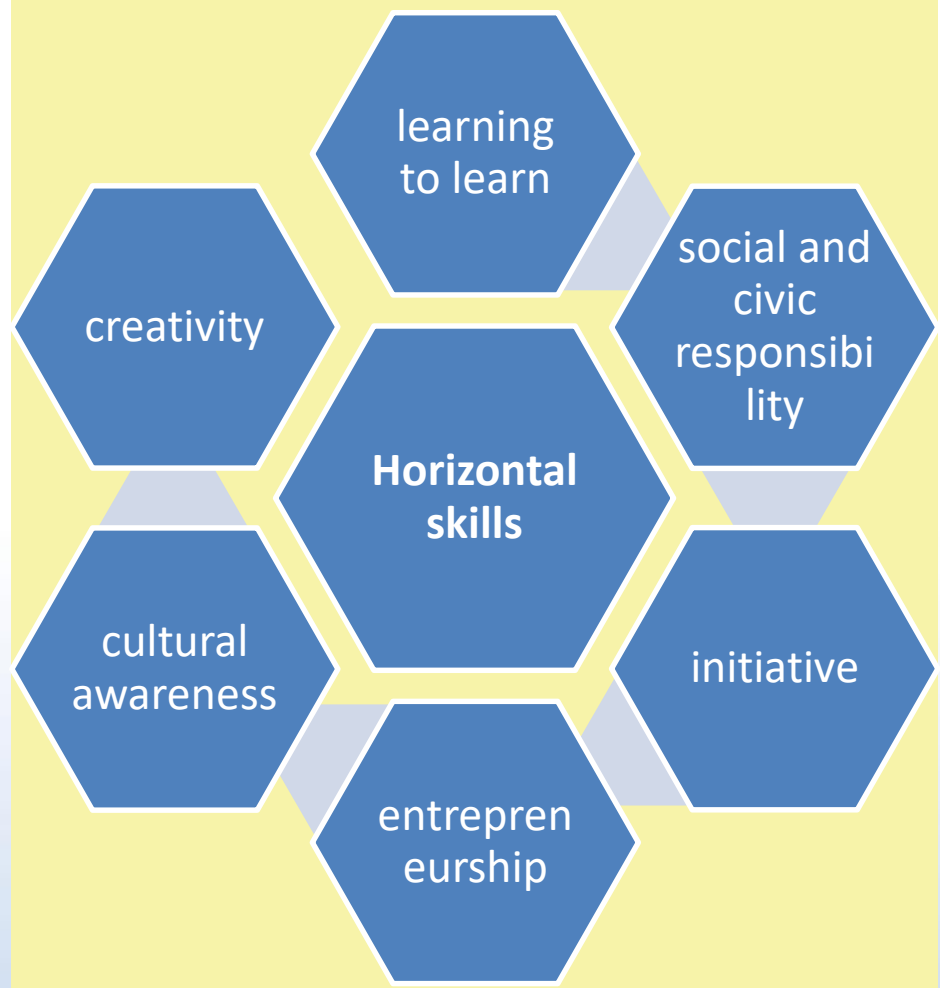 learning
to learn
social and
civic
responsibi
lity
creativity
Horizontal
skills
cultural
awareness
initiative
entrepren
eurship